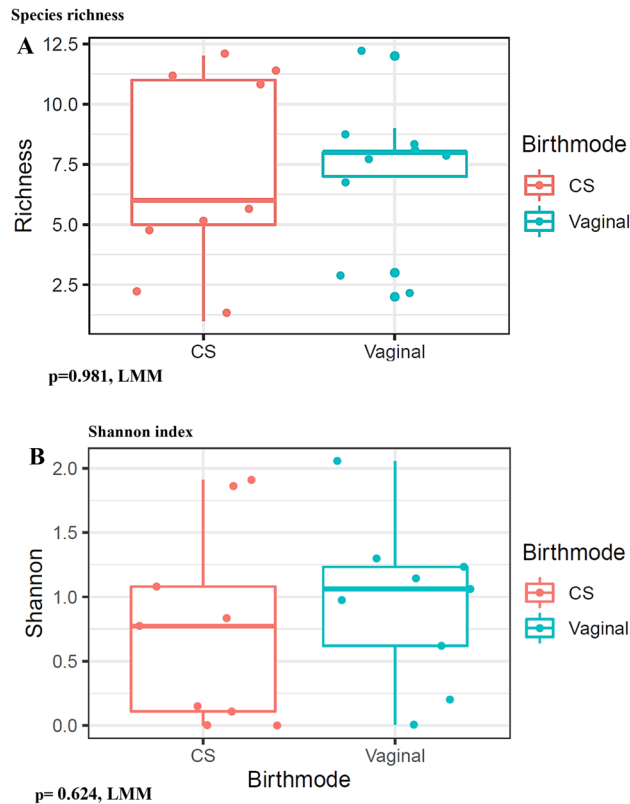 Species richness
A
12.5
10.0
7.5
5.0
2.5
Richness
CS
Vaginal
Birthmode
CS
Vaginal
p=0.981, LMM
Shannon index
B
2.0
1.5
1.0
0.5
0.0
Shannon
CS
Vaginal
Birthmode
Birthmode
CS
Vaginal
p= 0.624, LMM